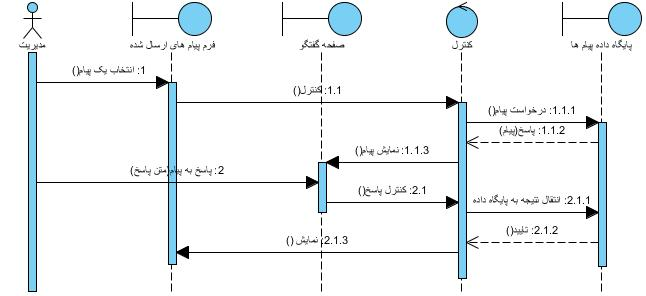 مدیریت
فرم پیام های ارسال شده
صفحه گفتگو
کنترل
پایگاه داده پیام ها
1: انتخاب یک پیام()
1.1: کنترل()
1.1.1: درخواست پیام()
1.1.2: پاسخ(پیام)
1.1.3: نمایش پیام()
2: پاسخ به پیام(متن پاسخ)
2.1: کنترل پاسخ()
2.1.1: انتقال نتیجه به پایگاه داده
2.1.2: تایید()
2.1.3: نمایش ()